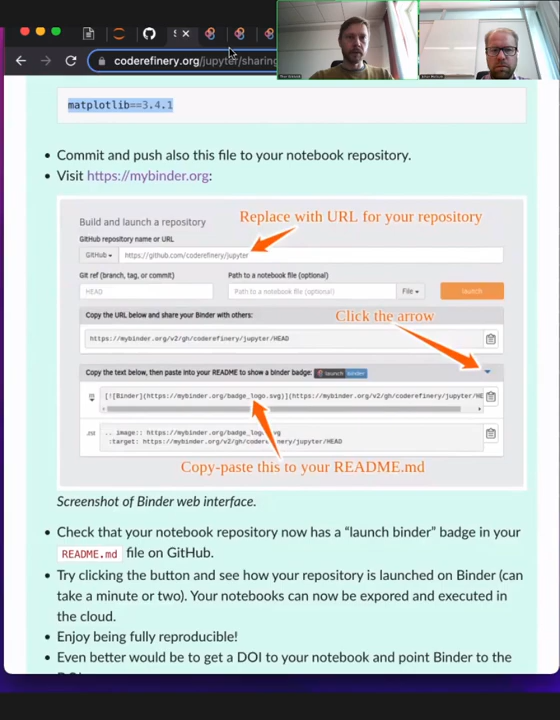 S
coderefinery.org/jupyter/sharing
matplotlib==3.4.1
Commit and push also this file to your notebook repository.
Visit https://mybinder.org:
Build and launch a repository
Replace with URL for your repository
GitHub repository name or URL
GitHub
https://github.com/coderefinery/jupyter
Git ref (branch, tag, or commit)
Path to a notebook file (optional)
HEAD
Path to a notebook file (optional)
File
launch
Copy the URL below and share your Binder with others:
Click the arrow
https://mybinder.org/v2/gh/coderefinery/jupyter/HEAD
Copy the text below, then paste into your README to show a binder badge:
launch binder
[![Binder](https://mybinder.org/badge_logo.svg)](https://mybinder.org/v2/gh/coderefinery/jupyter/HE
.rst
.. image:: https://mybinder.org/badge_logo.svg
:target: https://mybinder.org/v2/gh/coderefinery/jupyter/HEAD
Copy-paste this to your README.md
Screenshot of Binder web interface.
Check that your notebook repository now has a “launch binder” badge in your
README.md file on GitHub.
Try clicking the button and see how your repository is launched on Binder (can
take a minute or two). Your notebooks can now be expored and executed in
the cloud.
Enjoy being fully reproducible!
Even better would be to get a DOI to your notebook and point Binder to the